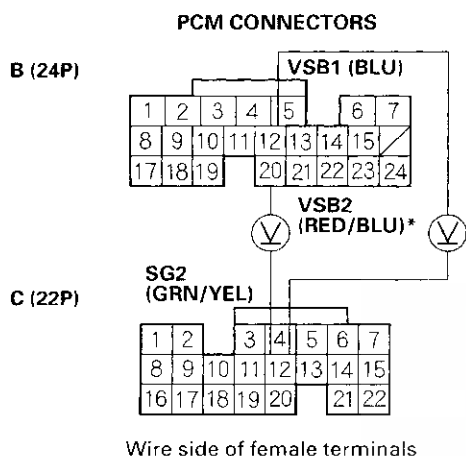 PCM CONNECTORS
B (24P)
VSB1 (BLU)
1 2 3 4 5 6 7
8 9 10 11 12 13 14 15
17 18 19 20 21 22 23 24
V V
VSB2
(RED/BLU)*
SG2
(GRN/YEL)
C (22P)
1 2 3 4 5 6 7
8 9 10 11 12 13 14 15
16 17 18 19 20 21 22
Wire side of female terminals